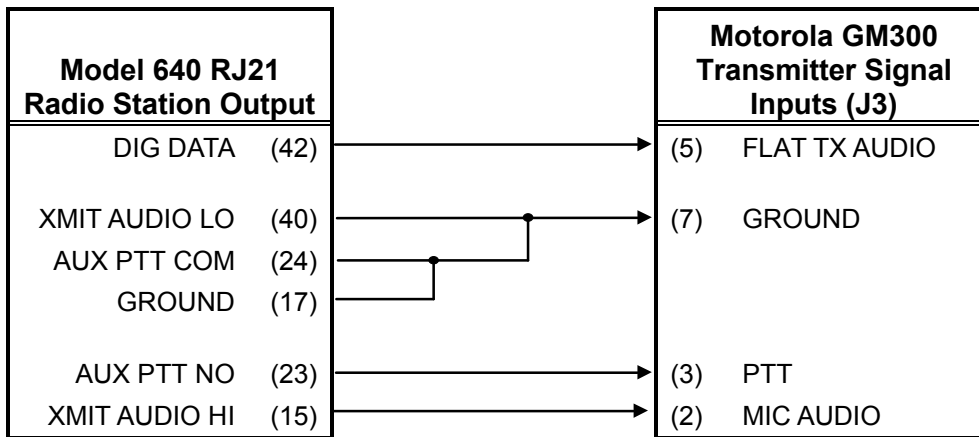 Model 640 RJ21
Radio Station Output
Motorola GM300
Transmitter Signal
Inputs (J3)
DIG DATA (42)
(5) FLAT TX AUDIO
XMIT AUDIO LO (40)
(7) GROUND
AUX PTT COM (24)
GROUND (17)
AUX PTT NO (23)
(3) PTT
XMIT AUDIO HI (15)
(2) MIC AUDIO